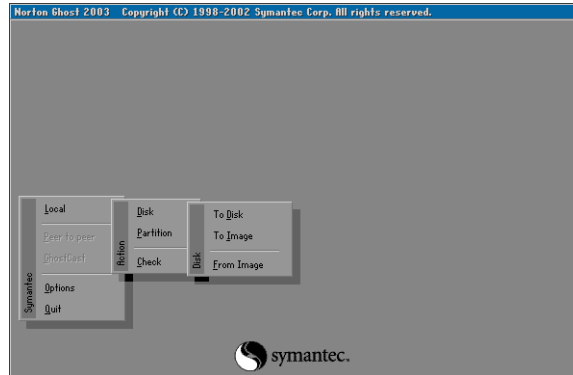 Norton Ghost 2003 Copyright (C) 1998-2002 Symantec Corp. All rights reserved.
Symantec
Local
Peer to peer
GhostCast
Options
Quit
Action
Disk
Partition
Check
Disk
To Disk
To Image
From Image
symantec.